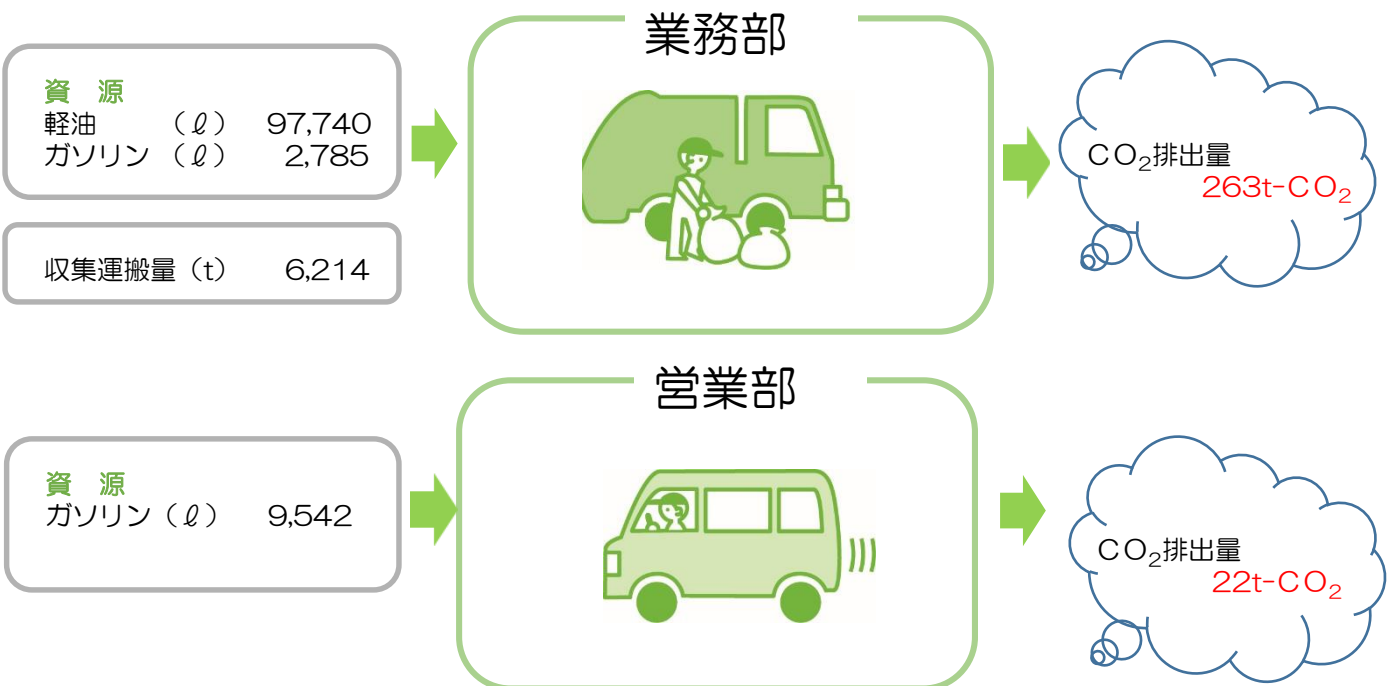 業務部
資　源
軽油　　（ℓ）　97,740
ガソリン（ℓ）　2,785
収集運搬量（t）　6,214
CO₂排出量
263t-CO₂
営業部
資　源
ガソリン（ℓ）　9,542
CO₂排出量
22t-CO₂